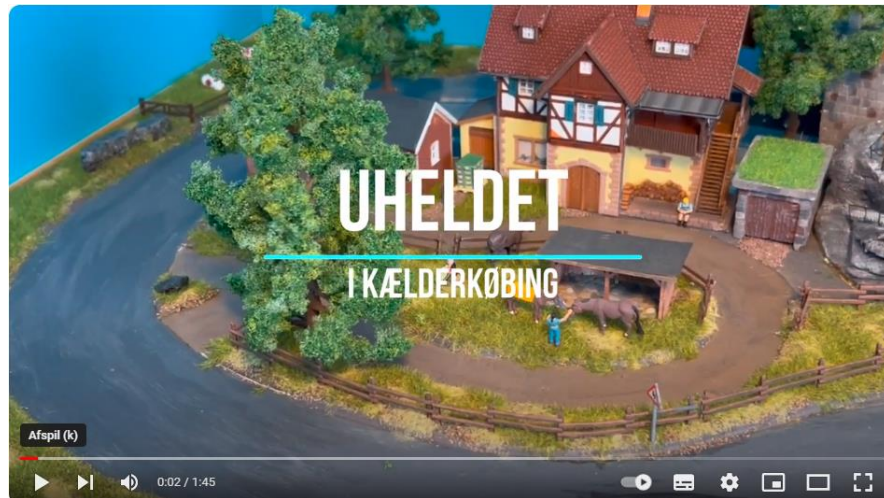 UHELDET
I KÆLDERKØBING
Afspil (k)
0:02 / 1:45